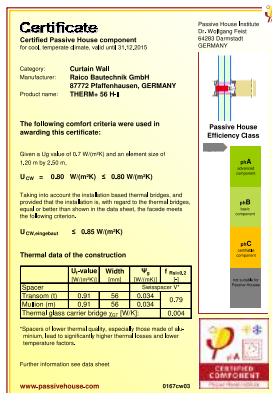 Certificate
Certified Passive House component
for cool, temperate climate, valid until 31.12.2015
Passive House Institute
Dr. Wolfgang Feist
64283 Darmstadt
GERMANY
Category: Curtain Wall
Manufacturer: Raico Bautechnik GmbH
87772 Pfaffenhausen, GERMANY
Product name: THERM+ 56 H-I
The following comfort criteria were used in
awarding this certificate:
Given a Ug value of 0.7 W/(m²K) and an element size of
1,20 m by 2,50 m,
U CW = 0.80 W/(m²K) ≤ 0.80 W/(m²K)
Taking into account the installation based thermal bridges, and
provided that the installation is, with regard to the thermal bridges,
equal or better than shown in the data sheet, the facade meets
the following criterion.
U CW,eingebaut ≤ 0.85 W/(m²K)
Thermal data of the construction
Uf-value Width Ψg f Rsi=0,2
[W/(m²K)] [mm] [W/(mK)] [-]
Spacer Swisspacer V*
Transom (t) 0.91 56 0.034 0.79
Mullion (m) 0.91 56 0.034
Thermal glass carrier bridge χGT [W/K]: 0.004
*Spacers of lower thermal quality, especially those made of alu-
minium, lead to significantly higher thermal losses and lower
temperature factors.
Further information see data sheet
www.passivehouse.com
0167cw03
Passive House
Efficiency Class
phA
advanced
component
phB
basic
component
phC
certifiable
component
not suitable for
Passive Houses
phA
CERTIFIED
COMPONENT
Passive House Institute